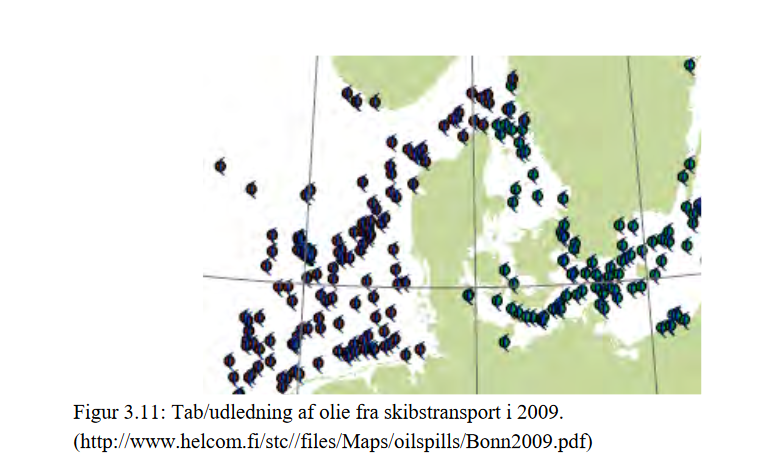 Figur 3.11: Tab/udledning af olie fra skibstransport i 2009.
(http://www.helcom.fi/stc//files/Maps/oilspills/Bonn2009.pdf)